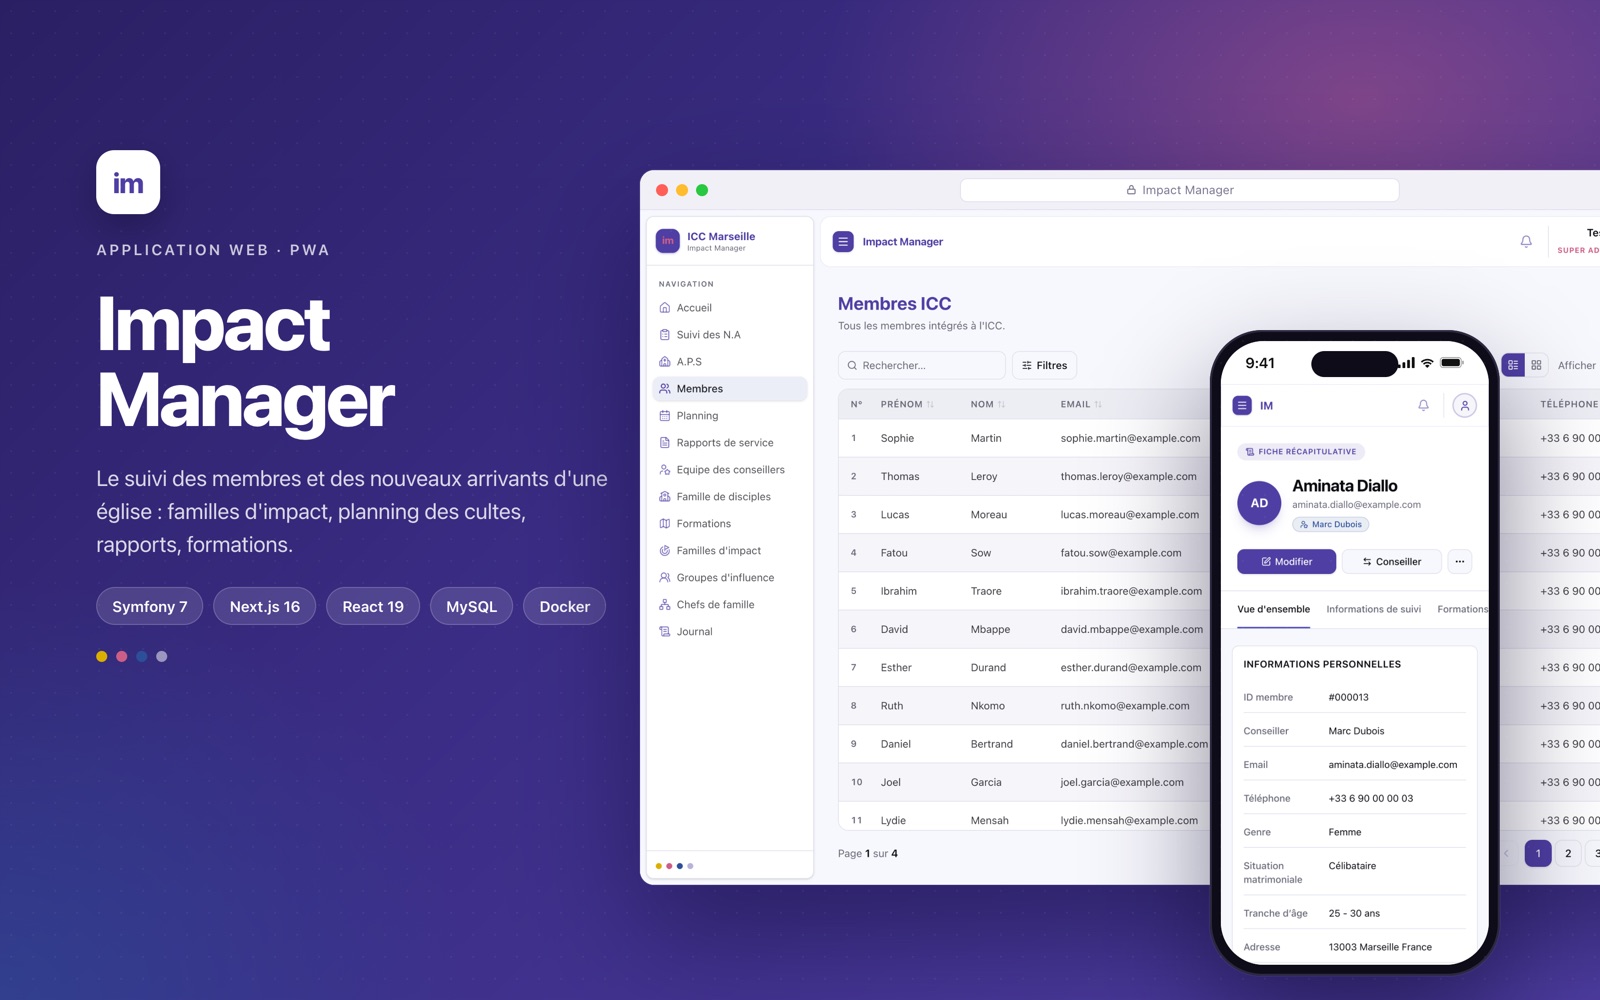 im
APPLICATION WEB · PWA
Impact
Manager
Le suivi des membres et des nouveaux arrivants d'une
église : familles d'impact, planning des cultes,
rapports, formations.
Symfony 7 Next.js 16 React 19 MySQL Docker
Impact Manager
im ICC Marseille
Impact Manager
NAVIGATION
Accueil
Suivi des N.A
A.P.S
Membres
Planning
Rapports de service
Equipe des conseillers
Famille de disciples
Formations
Familles d'impact
Groupes d'influence
Chefs de famille
Journal
Impact Manager
SUPER AD
Membres ICC
Tous les membres intégrés à l'ICC.
Rechercher... Filtres Afficher
N° PRÉNOM NOM EMAIL TÉLÉPHONE
1 Sophie Martin sophie.martin@example.com +33 6 90 00
2 Thomas Leroy thomas.leroy@example.com +33 6 90 00
3 Lucas Moreau lucas.moreau@example.com +33 6 90 00
4 Fatou Sow fatou.sow@example.com +33 6 90 00
5 Ibrahim Traore ibrahim.traore@example.com +33 6 90 00
6 David Mbappe david.mbappe@example.com +33 6 90 00
7 Esther Durand esther.durand@example.com +33 6 90 00
8 Ruth Nkomo ruth.nkomo@example.com +33 6 90 00
9 Daniel Bertrand daniel.bertrand@example.com +33 6 90 00
10 Joel Garcia joel.garcia@example.com +33 6 90 00
11 Lydie Mensah lydie.mensah@example.com +33 6 90 00
Page 1 sur 4 1 2 3
9:41
IM
FICHE RÉCAPITULATIVE
AD
Aminata Diallo
aminata.diallo@example.com
Marc Dubois
Modifier Conseiller ...
Vue d'ensemble Informations de suivi Formations
INFORMATIONS PERSONNELLES
ID membre #000013
Conseiller Marc Dubois
Email aminata.diallo@example.com
Téléphone +33 6 90 00 00 03
Genre Femme
Situation Célibataire
matrimoniale
Tranche d'âge 25 - 30 ans
Adresse 13003 Marseille France